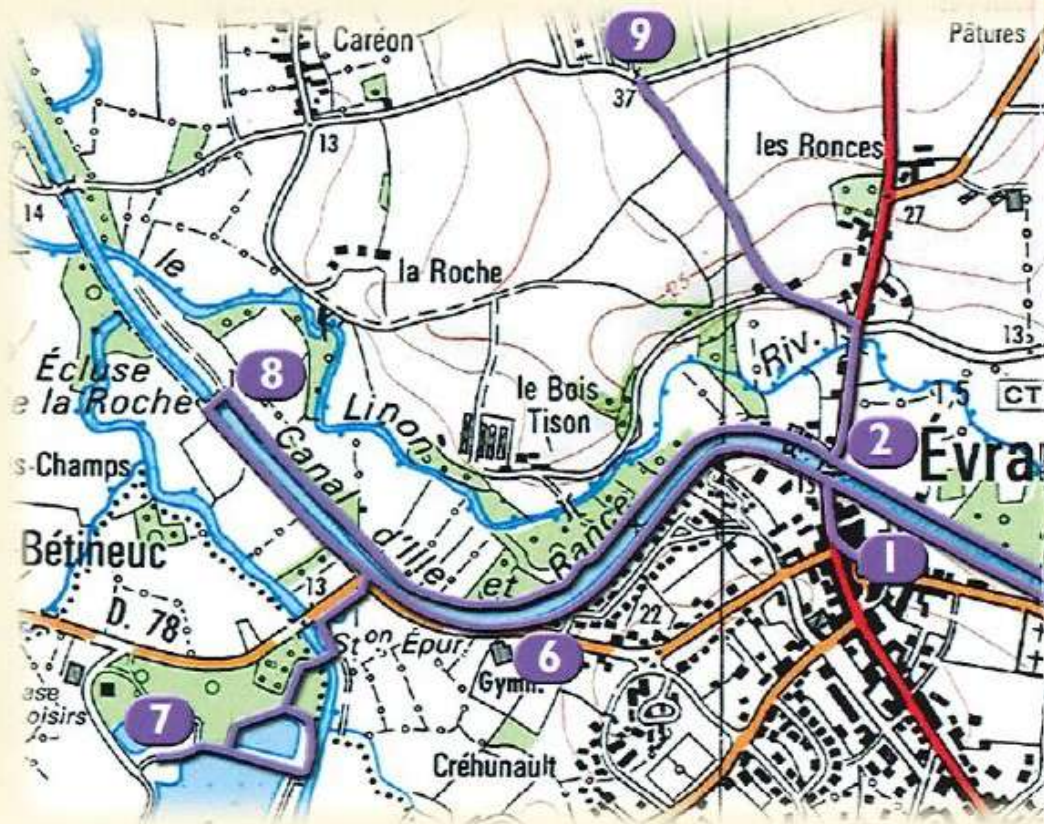 9
Caréon
Pâtures
37
13
les Ronces
14
27
le
la Roche
25
13
Riv.
8
Écluse
la Roche
le Bois
Tison
Linon
1,5
CT
2
Évra
Canal
s-Champs
d'Ille
et
Rance
Bétineuc
1
13
D. 78
22
St on Épur.
6
Gymn.
7
oisirs
Créhunault